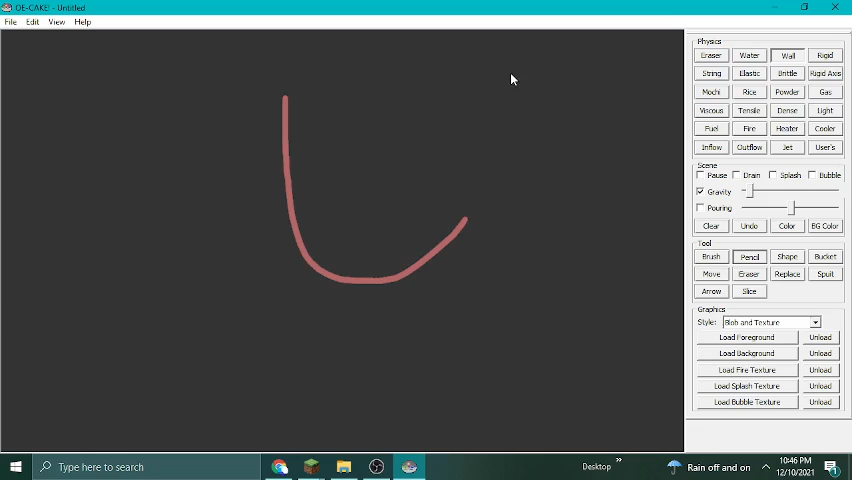 OE-CAKE! - Untitled
File Edit View Help
Physics
Eraser Water Wall Rigid
String Elastic Brittle Rigid Axis
Mochi Rice Powder Gas
Viscous Tensile Dense Light
Fuel Fire Heater Cooler
Inflow Outflow Jet User's
Scene
Pause Drain Splash Bubble
Gravity
Pouring
Clear Undo Color BG Color
Tool
Brush Pencil Shape Bucket
Move Eraser Replace Spuit
Arrow Slice
Graphics
Style: Blob and Texture
Load Foreground Unload
Load Background Unload
Load Fire Texture Unload
Load Splash Texture Unload
Load Bubble Texture Unload
Type here to search Desktop » Rain off and on 10:46 PM
12/10/2021 1